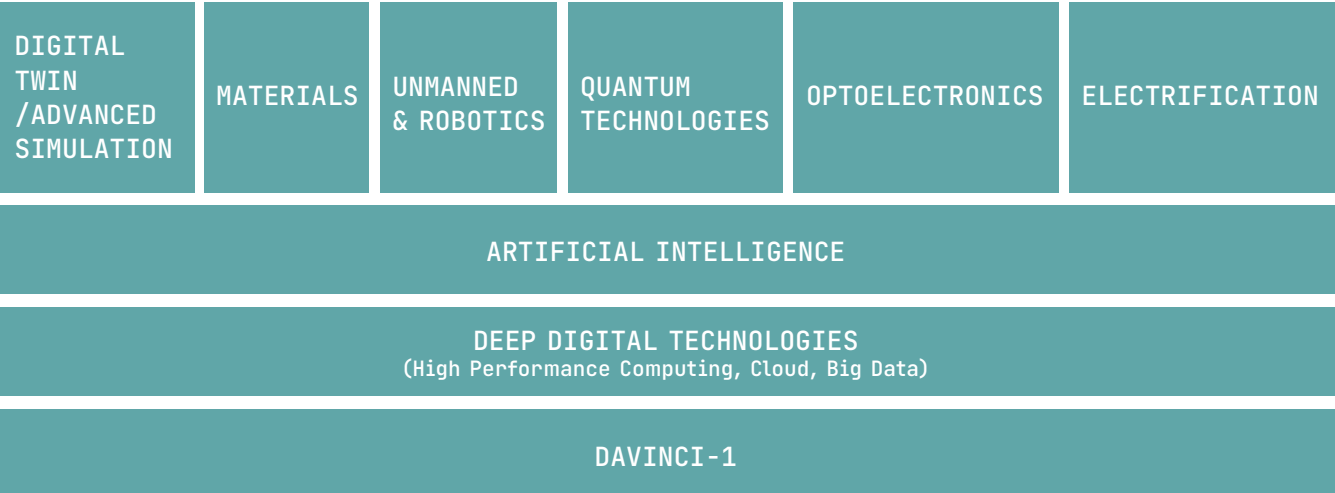 DIGITAL
TWIN
/ADVANCED
SIMULATION
MATERIALS
UNMANNED
& ROBOTICS
QUANTUM
TECHNOLOGIES
OPTOELECTRONICS
ELECTRIFICATION
ARTIFICIAL INTELLIGENCE
DEEP DIGITAL TECHNOLOGIES
(High Performance Computing, Cloud, Big Data)
DAVINCI-1